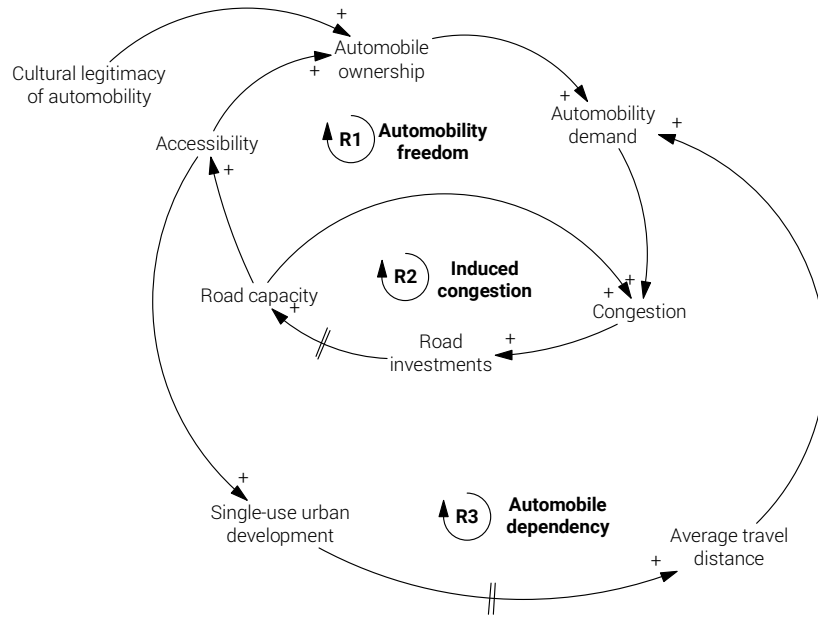 +
Automobile
ownership
Cultural legitimacy
of automobility
+
+
Automobility
demand
+
Accessibility
R1
Automobility
freedom
+
R2
Induced
congestion
Road capacity
+
+
+
Congestion
Road
investments
+
+
Single-use urban
development
R3
Automobile
dependency
Average travel
distance
+